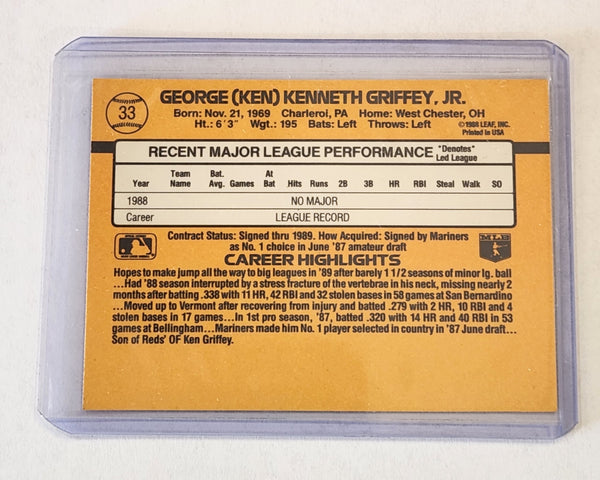 33
GEORGE (KEN) KENNETH GRIFFEY, JR.
Born: Nov. 21, 1969 Charleroi, PA Home: West Chester, OH
Ht.: 6'3" Wgt.: 195 Bats: Left Throws: Left
©1988 LEAF, INC.
Printed in USA
RECENT MAJOR LEAGUE PERFORMANCE
"Denotes"
Led League
Year Team Name Bat. Avg. Games At Bat Hits Runs 2B 3B HR RBI Steal Walk SO
1988 NO MAJOR
Career LEAGUE RECORD
Contract Status: Signed thru 1989. How Acquired: Signed by Mariners
as No. 1 choice in June '87 amateur draft
MLB
CAREER HIGHLIGHTS
Hopes to make jump all the way to big leagues in '89 after barely 1 1/2 seasons of minor lg. ball
...Had '88 season interrupted by a stress fracture of the vertebrae in his neck, missing nearly 2
months after batting .338 with 11 HR, 42 RBI and 32 stolen bases in 58 games at San Bernardino
...Moved up to Vermont after recovering from injury and batted .279 with 2 HR, 10 RBI and 4
stolen bases in 17 games...In 1st pro season, '87, batted .320 with 14 HR and 40 RBI in 53
games at Bellingham...Mariners made him No. 1 player selected in country in '87 June draft...
Son of Reds' OF Ken Griffey.